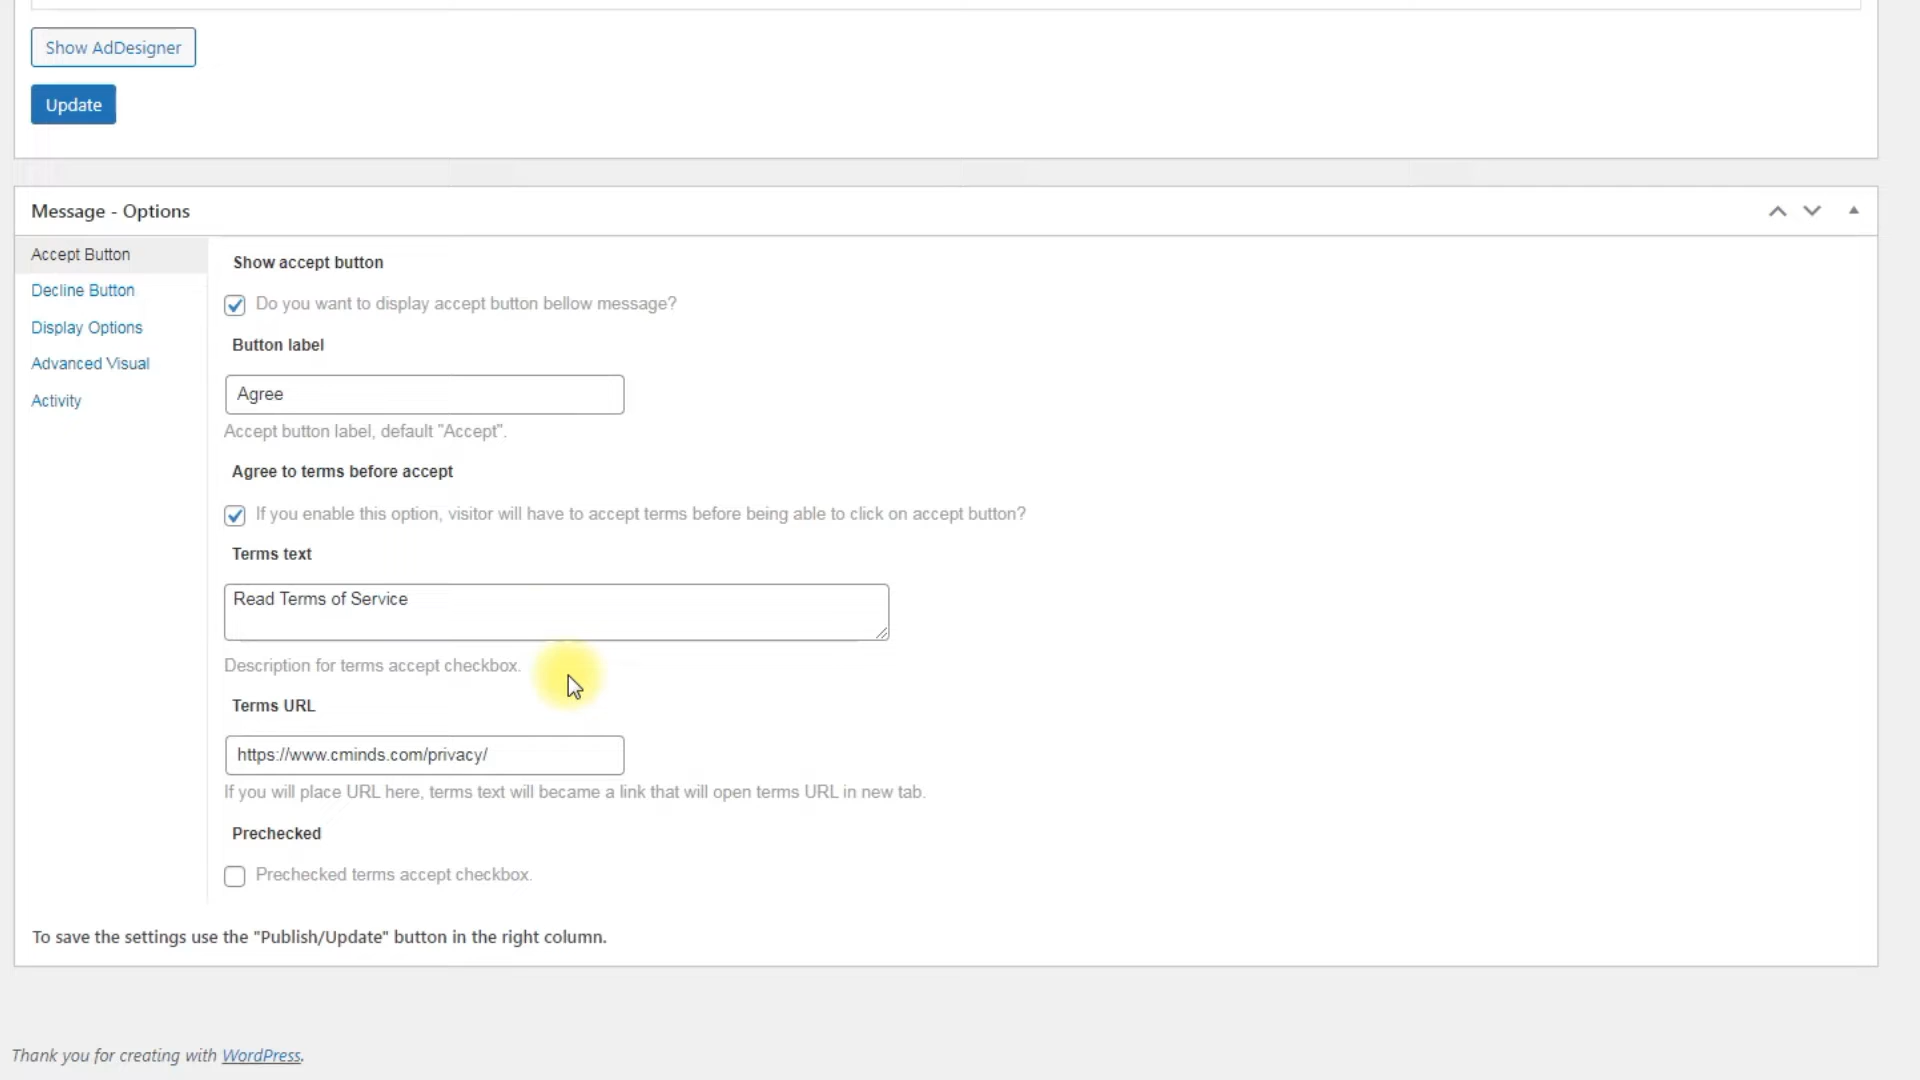 Show AdDesigner
Update
Message - Options
Accept Button
Decline Button
Display Options
Advanced Visual
Activity
Show accept button
Do you want to display accept button bellow message?
Button label
Agree
Accept button label, default "Accept".
Agree to terms before accept
If you enable this option, visitor will have to accept terms before being able to click on accept button?
Terms text
Read Terms of Service
Description for terms accept checkbox.
Terms URL
https://www.cminds.com/privacy/
If you will place URL here, terms text will became a link that will open terms URL in new tab.
Prechecked
Prechecked terms accept checkbox.
To save the settings use the "Publish/Update" button in the right column.
Thank you for creating with WordPress.